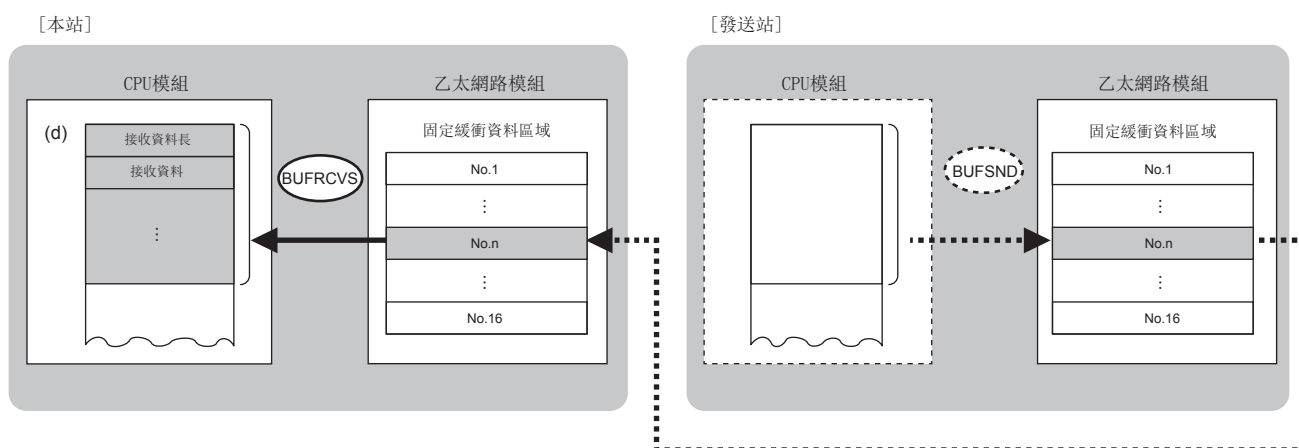 [本站]
CPU模組
乙太網路模組
(d)
接收資料長
接收資料
⋮
BUFRCVS
固定緩衝資料區域
No.1
⋮
No.n
⋮
No.16
[發送站]
CPU模組
乙太網路模組
BUFSND
固定緩衝資料區域
No.1
⋮
No.n
⋮
No.16